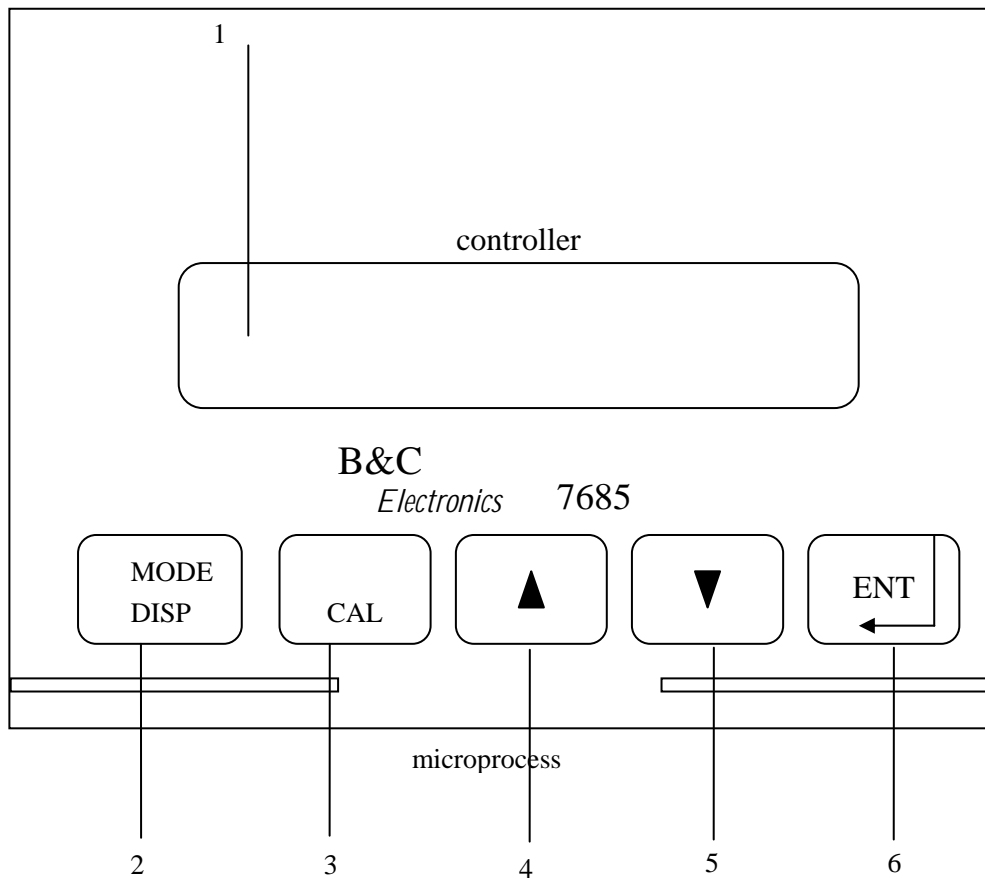 1
controller
B&C
Electronics 7685
MODE
DISP
CAL
ENT
microprocess
2 3 4 5 6